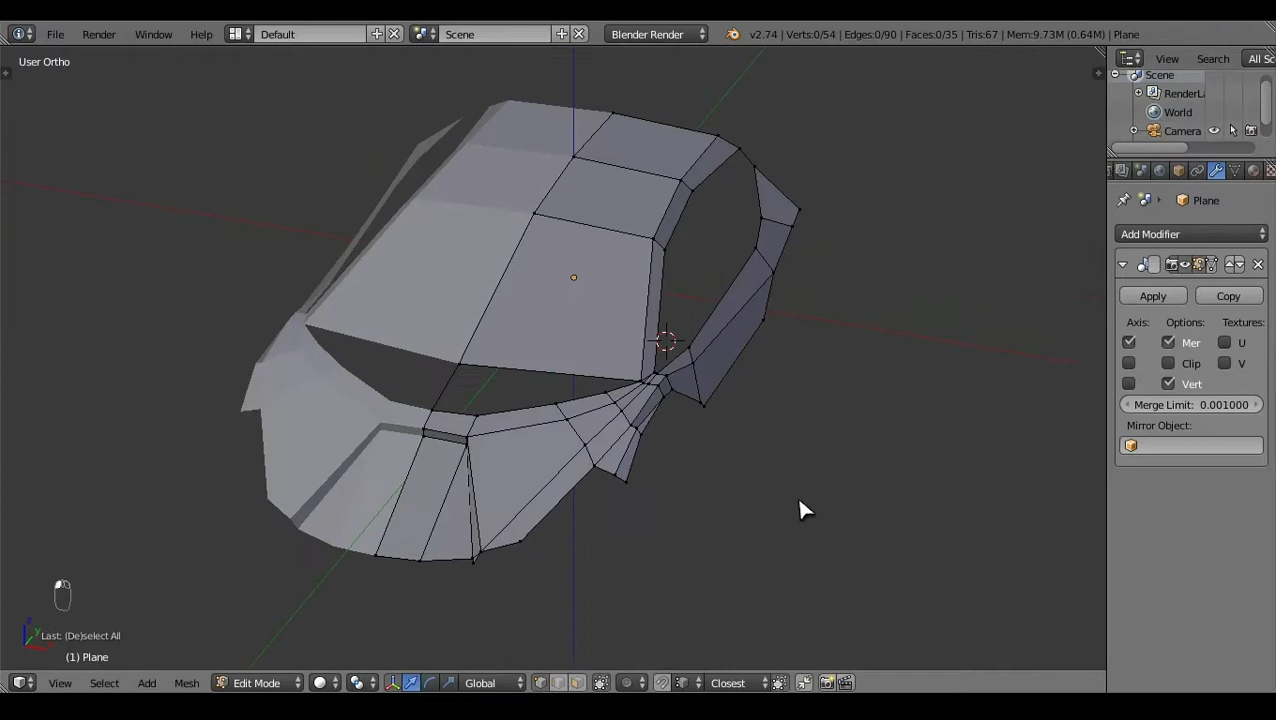 File Render Window Help Default Scene Blender Render v2.74 | Verts:0/54 | Edges:0/90 | Faces:0/35 | Tris:67 | Mem:9.73M (0.64M) | Plane
User Ortho
View Search All Sc
Scene
RenderLa
World
Camera
Plane
Add Modifier
Apply Copy
Axis: Options: Textures:
Mer U
Clip V
Vert
Merge Limit: 0.001000
Mirror Object:
Last: (De)select All
(1) Plane
View Select Add Mesh Edit Mode Global Closest